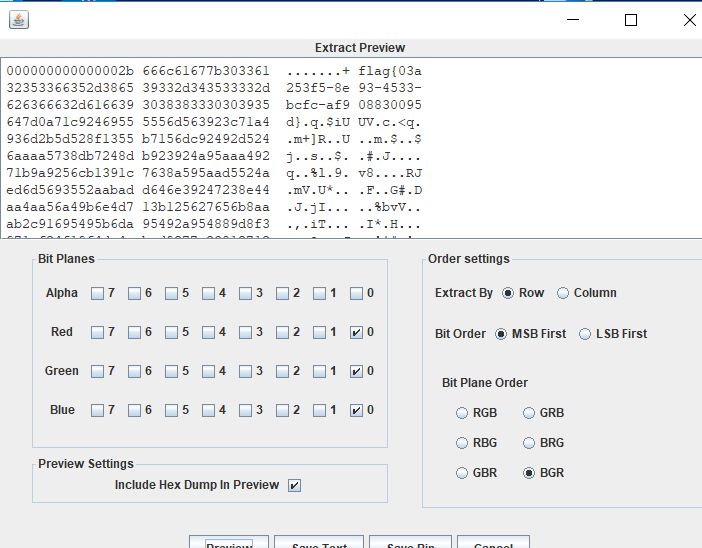 Extract Preview
000000000000002b 666c61677b303361 .......+ flag{03a
32353366352d3865 39332d343533332d 253f5-8e 93-4533-
626366632d616639 3038383330303935 bcfc-af9 08830095
647d0a71c9246955 5556d563923c71a4 d}.q.$iU UV.c.<q.
936d2b5d528f1355 b7156dc92492d524 .m+]R..U ..m.$..$
6aaaa5738db7248d b923924a95aaa492 j..s..$. .#.J....
71b9a9256cb1391c 7638a595aad5524a q..%l.9. v8....RJ
ed6d5693552aabad d646e39247238e44 .mV.U*.. .F..G#.D
aa4aa56a49b6e4d7 13b125627656b8aa .J.jI... ..%bvV..
ab2c91695495b6da 95492a954889d8f3 .,.iT... .I*.H...
Bit Planes
Alpha 7 6 5 4 3 2 1 0
Red 7 6 5 4 3 2 1 0
Green 7 6 5 4 3 2 1 0
Blue 7 6 5 4 3 2 1 0
Preview Settings
Include Hex Dump In Preview
Order settings
Extract By Row Column
Bit Order MSB First LSB First
Bit Plane Order
RGB GRB
RBG BRG
GBR BGR
Preview Save Text Save Bin Cancel